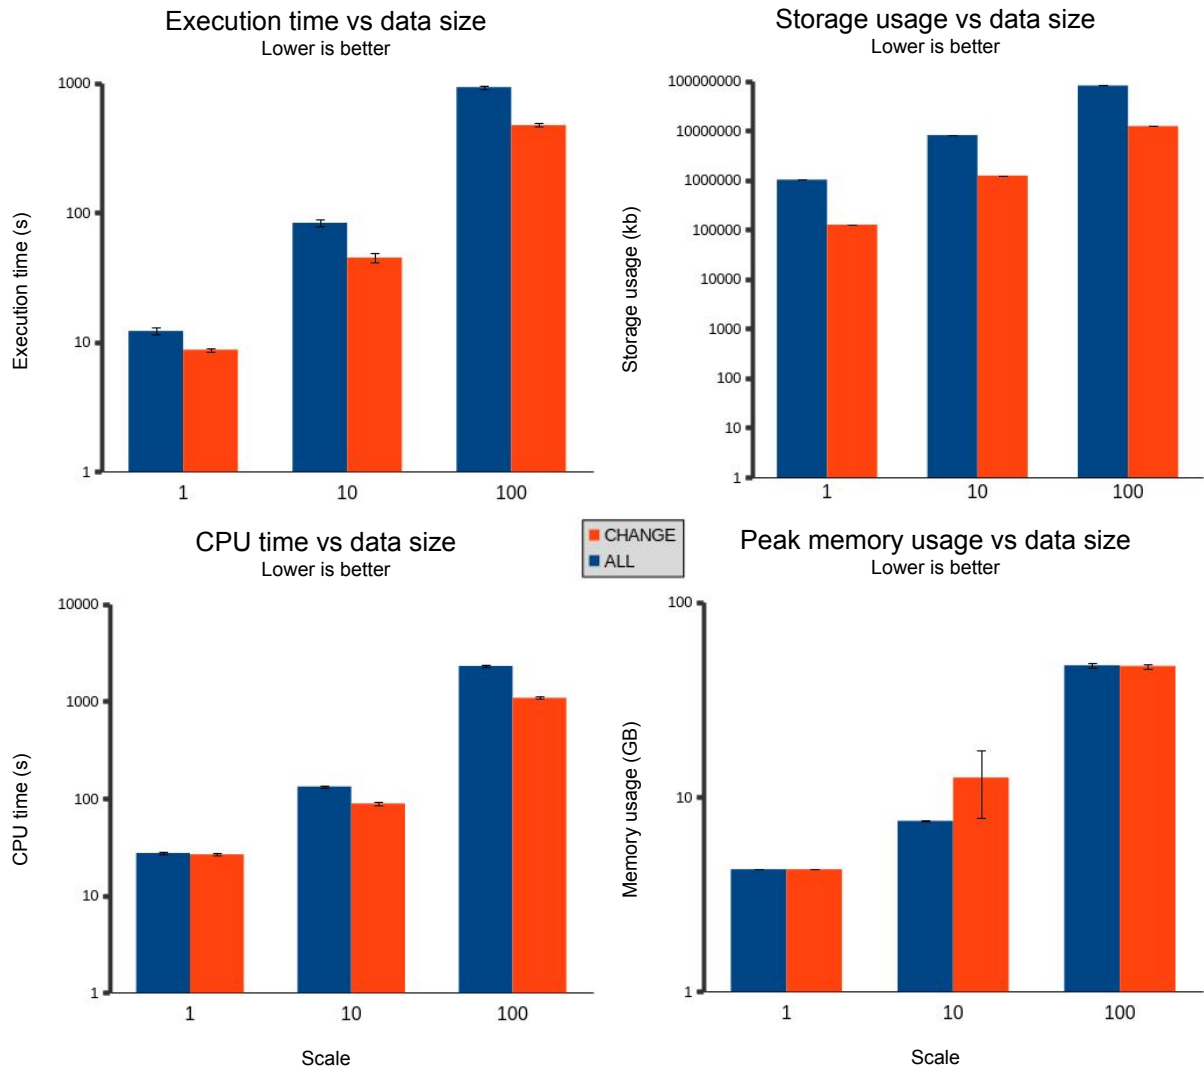 Execution time vs data size
Lower is better
1000
100
10
1
Execution time (s)
1
10
100
Storage usage vs data size
Lower is better
100000000
10000000
1000000
100000
10000
1000
100
10
1
Storage usage (kb)
1
10
100
CHANGE
ALL
CPU time vs data size
Lower is better
10000
1000
100
10
1
CPU time (s)
1
10
100
Scale
Peak memory usage vs data size
Lower is better
100
10
1
Memory usage (GB)
1
10
100
Scale